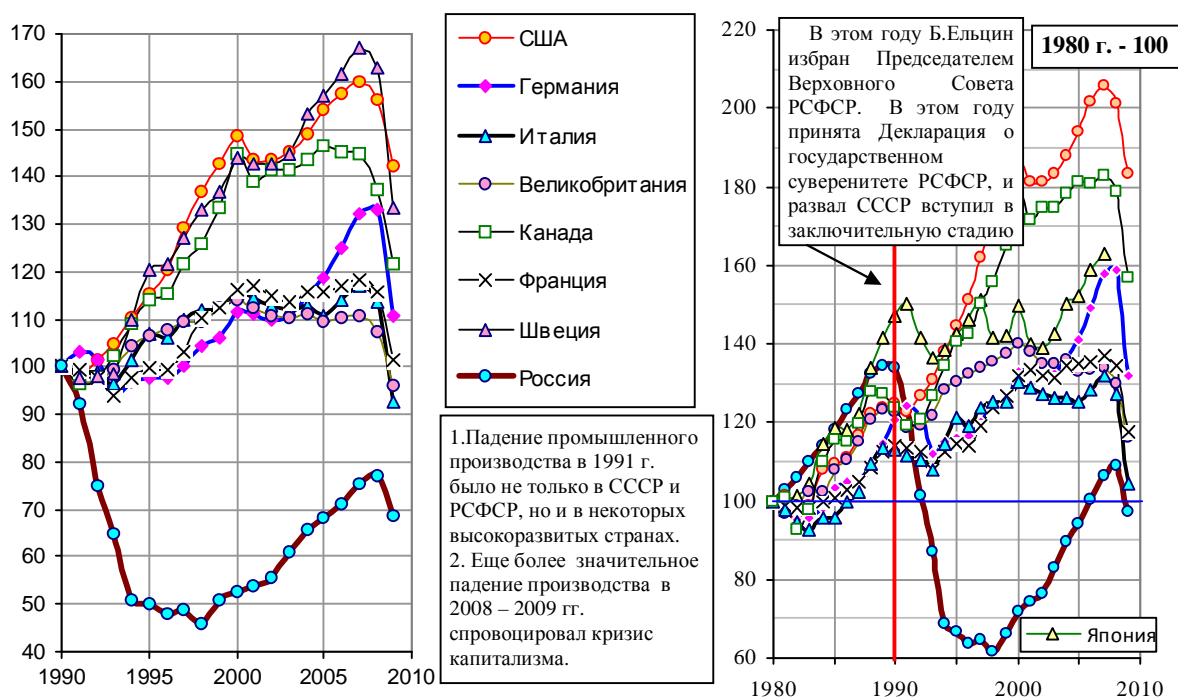 170
160
150
140
130
120
110
100
90
80
70
60
50
40
1990
1995
2000
2005
2010
США
Германия
Италия
Великобритания
Канада
Франция
Швеция
Россия
1.Падение промышленного
производства в 1991 г.
было не только в СССР и
РСФСР, но и в некоторых
высокоразвитых странах.
2. Еще более значительное
падение производства в
2008 – 2009 гг.
спровоцировал кризис
капитализма.
220
200
180
160
140
120
100
80
60
1980
1990
2000
2010
В этом году Б.Ельцин
избран Председателем
Верховного Совета
РСФСР. В этом году
принята Декларация о
государственном
суверенитете РСФСР, и
развал СССР вступил в
заключительную стадию
1980 г. - 100
Япония